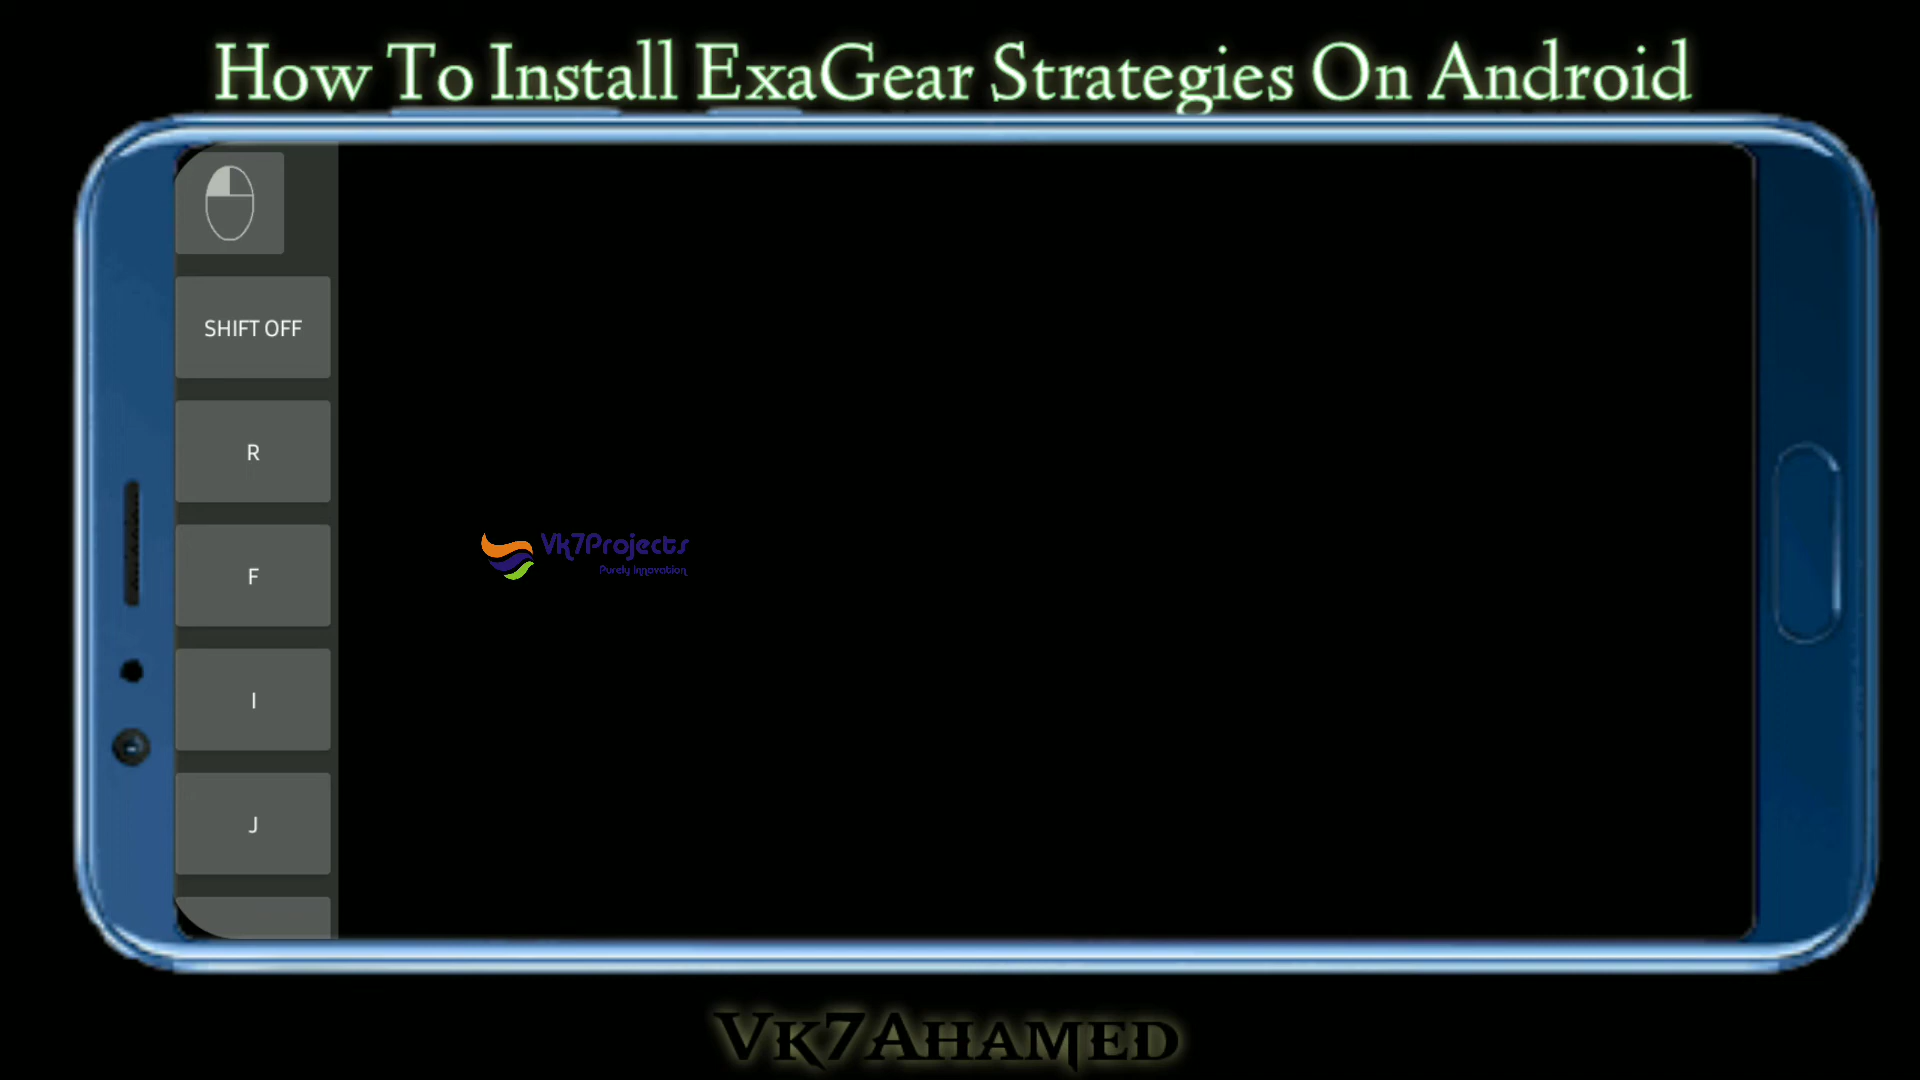 How To Install ExaGear Strategies On Android
SHIFT OFF
R
F
I
J
Vk7Projects
Purely Innovation
Vk7Ahamed